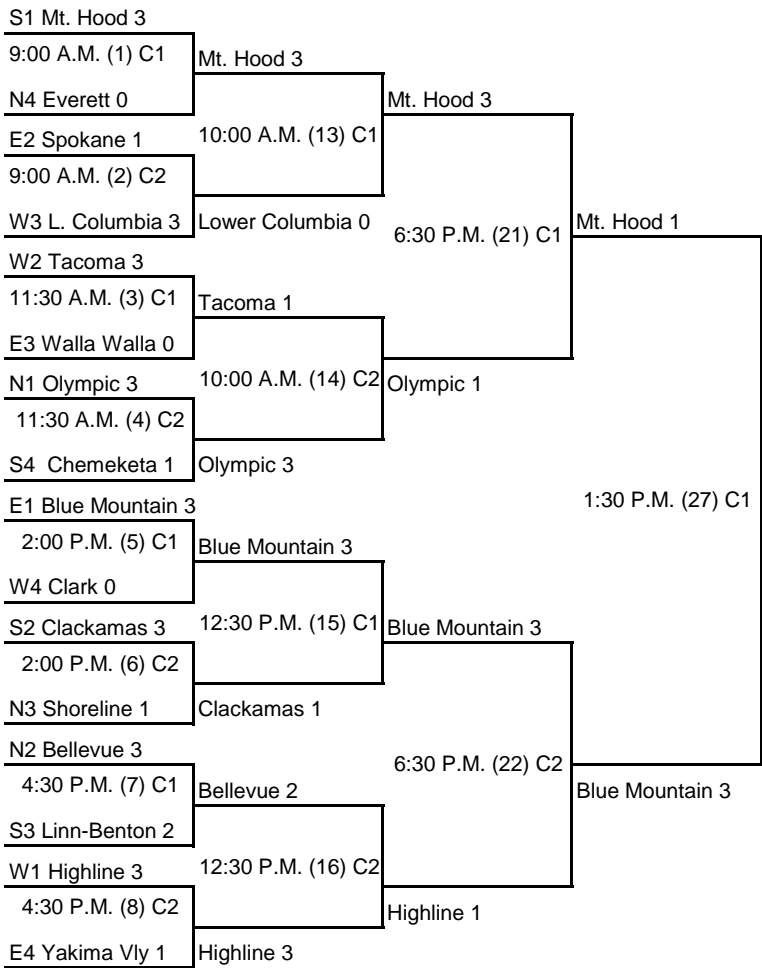 S1 Mt. Hood 3
9:00 A.M. (1) C1
Mt. Hood 3
N4 Everett 0
Mt. Hood 3
E2 Spokane 1
10:00 A.M. (13) C1
9:00 A.M. (2) C2
W3 L. Columbia 3
Lower Columbia 0
6:30 P.M. (21) C1
Mt. Hood 1
W2 Tacoma 3
11:30 A.M. (3) C1
Tacoma 1
E3 Walla Walla 0
N1 Olympic 3
10:00 A.M. (14) C2
Olympic 1
11:30 A.M. (4) C2
S4 Chemeketa 1
Olympic 3
E1 Blue Mountain 3
1:30 P.M. (27) C1
2:00 P.M. (5) C1
Blue Mountain 3
W4 Clark 0
S2 Clackamas 3
12:30 P.M. (15) C1
Blue Mountain 3
2:00 P.M. (6) C2
N3 Shoreline 1
Clackamas 1
N2 Bellevue 3
6:30 P.M. (22) C2
4:30 P.M. (7) C1
Bellevue 2
Blue Mountain 3
S3 Linn-Benton 2
W1 Highline 3
12:30 P.M. (16) C2
4:30 P.M. (8) C2
Highline 1
E4 Yakima Vly 1
Highline 3